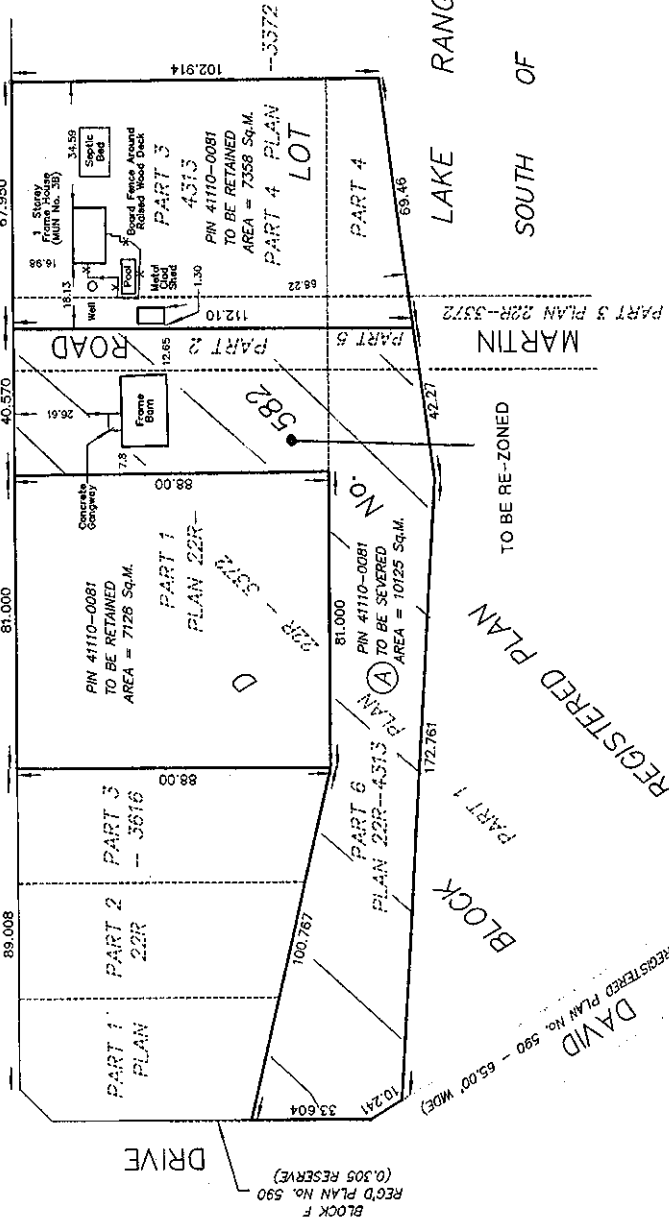 89.008
81.000
40.570
67.950
102.914
-3372
1 Storey
Frame House
(MUN No. 38)
34.59
Septic
Bed
Board Fence Around
Raised Wood Deck
16.98
18.13
Well
Pool
Metal
Clad
Shed
1.30
112.10
PART 3
4313
PIN 41110-0081
TO BE RETAINED
AREA = 7358 Sq.M.
PART 4 PLAN
LOT
68.22
PART 4
69.46
LAKE RANG
SOUTH OF
PART 3 PLAN 22R-3372
MARTIN
ROAD
12.65
PART 2
PART 5
26.61
Frame
Barn
7.8
Concrete
Gangway
582
No.
42.27
TO BE RE-ZONED
88.00
PIN 41110-0081
TO BE RETAINED
AREA = 7128 Sq.M.
PART 1
PLAN 22R-
22R - 3372
D
81.000
PIN 41110-0081
A TO BE SEVERED
AREA = 10125 Sq.M.
PLAN
PART 6
PLAN 22R-4313
172.761
PART 1
BLOCK
REGISTERED PLAN
88.00
PART 3
- 3616
PART 2
22R
PART 1
PLAN
100.767
33.604
10.241
DRIVE
DAVID
REGISTERED PLAN No. 590 - 65.00' WIDE)
BLOCK F
REG'D PLAN No. 590
(0.305 RESERVE)